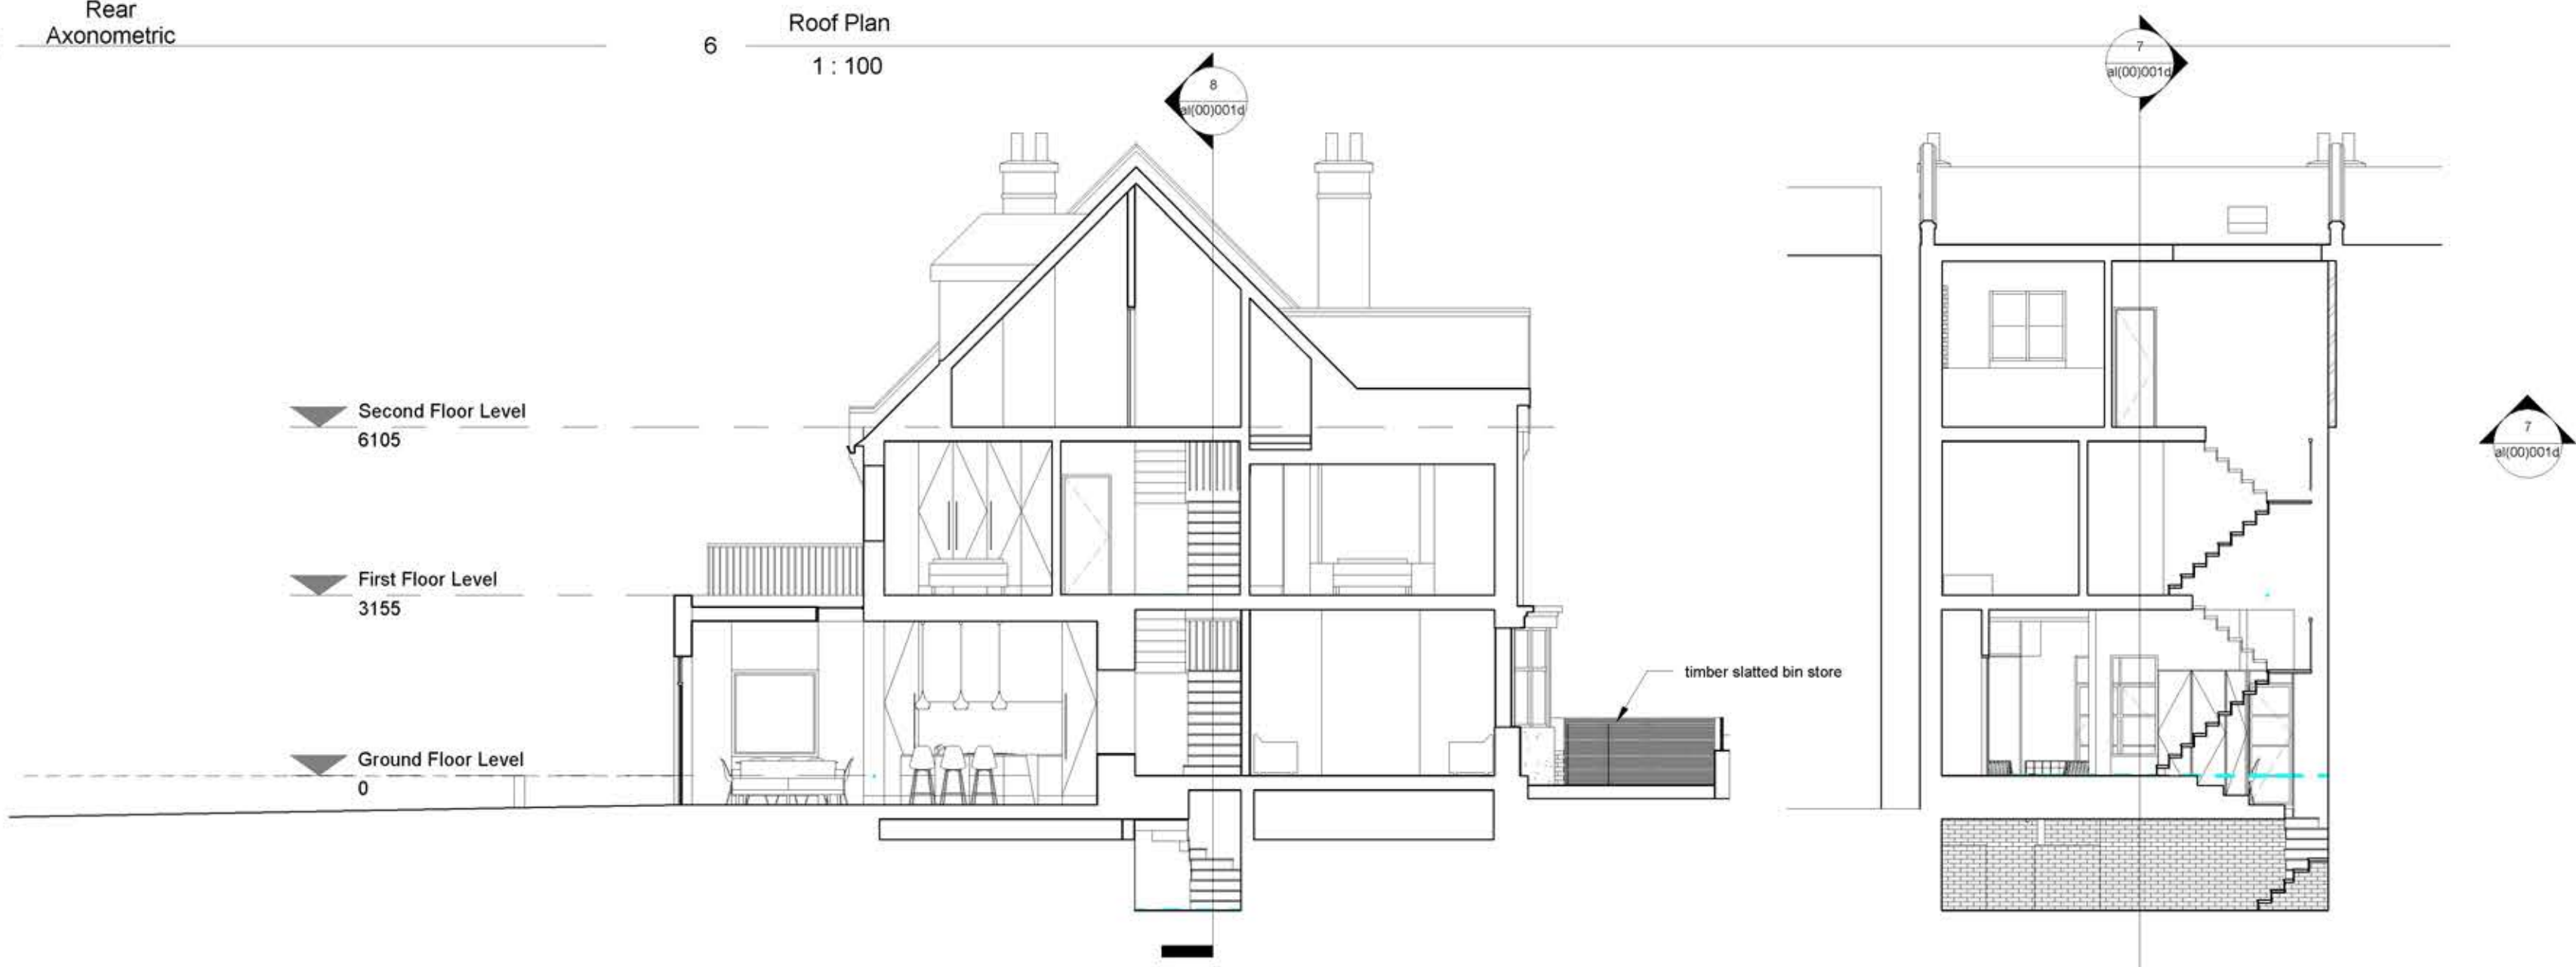 Rear
Axonometric
6
Roof Plan
1 : 100
8
al(00)001d
7
al(00)001d
Second Floor Level
6105
7
al(00)001d
First Floor Level
3155
timber slatted bin store
Ground Floor Level
0